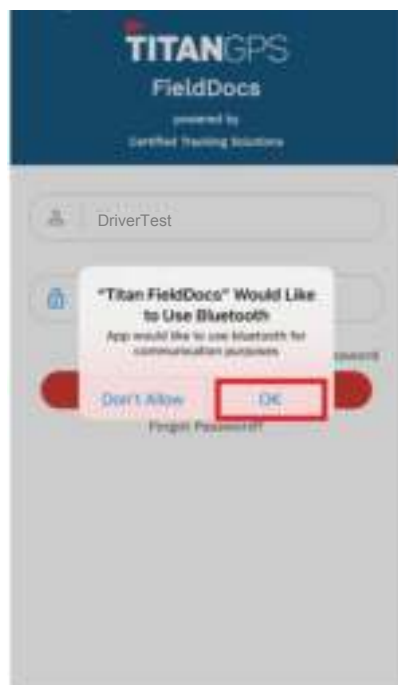 TITANGPS
FieldDocs
powered by
Certified Tracking Solutions
DriverTest
"Titan FieldDocs" Would Like
to Use Bluetooth
App would like to use bluetooth for
communication purposes
Don't Allow
OK
Forgot Password?